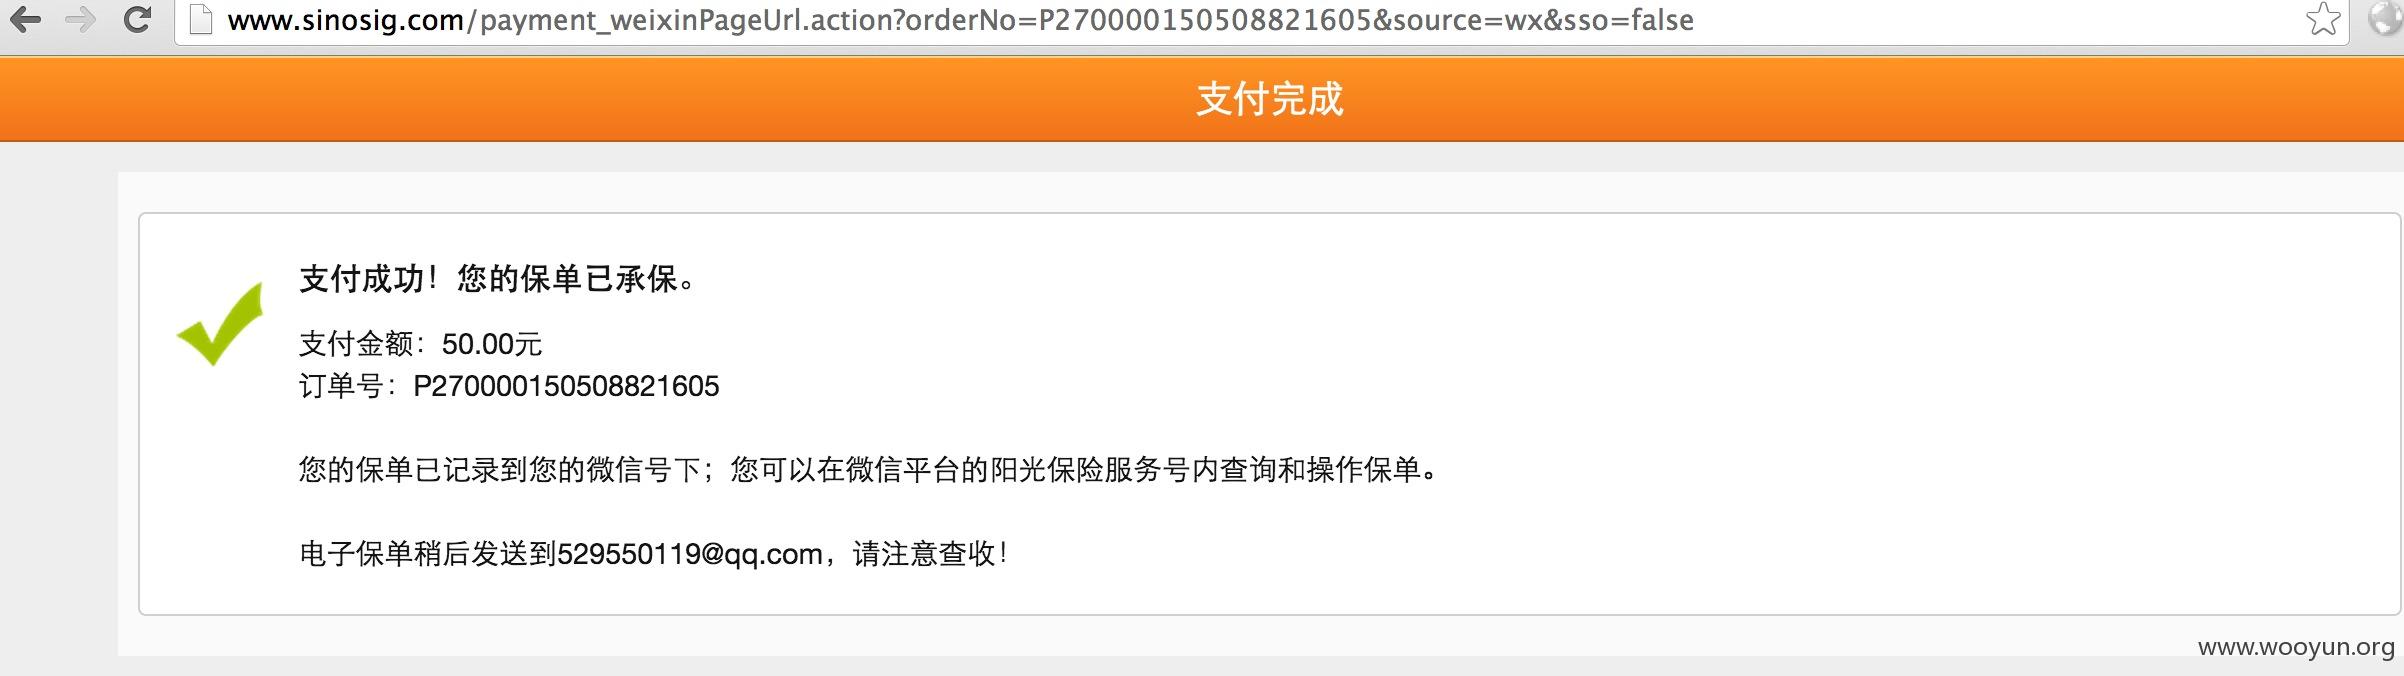 www.sinosig.com/payment_weixinPageUrl.action?orderNo=P270000150508821605&source=wx&sso=false
支付完成
支付成功！您的保单已承保。
支付金额：50.00元
订单号：P270000150508821605
您的保单已记录到您的微信号下；您可以在微信平台的阳光保险服务号内查询和操作保单。
电子保单稍后发送到529550119@qq.com，请注意查收！
www.wooyun.org